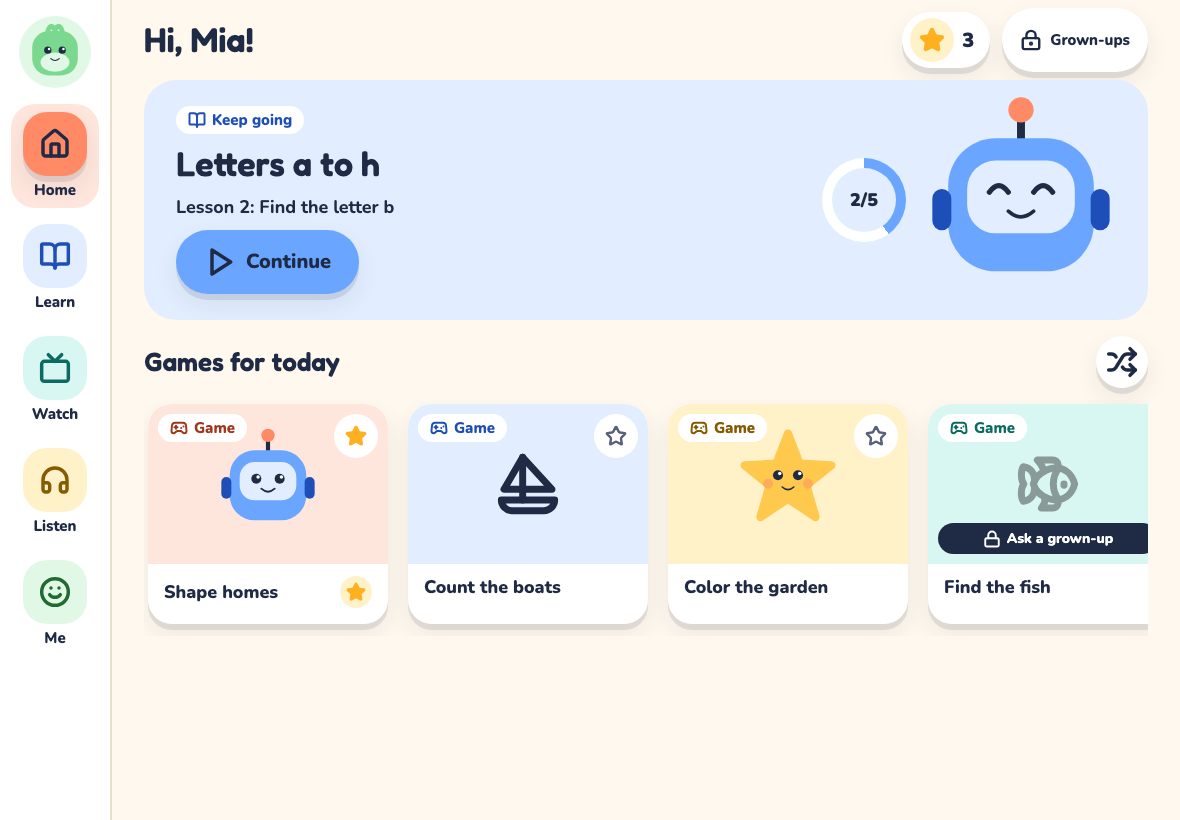 Hi, Mia!
3
Grown-ups
Home
Learn
Watch
Listen
Me
Keep going
Letters a to h
Lesson 2: Find the letter b
Continue
2/5
Games for today
Game
Shape homes
Game
Count the boats
Game
Color the garden
Game
Ask a grown-up
Find the fish